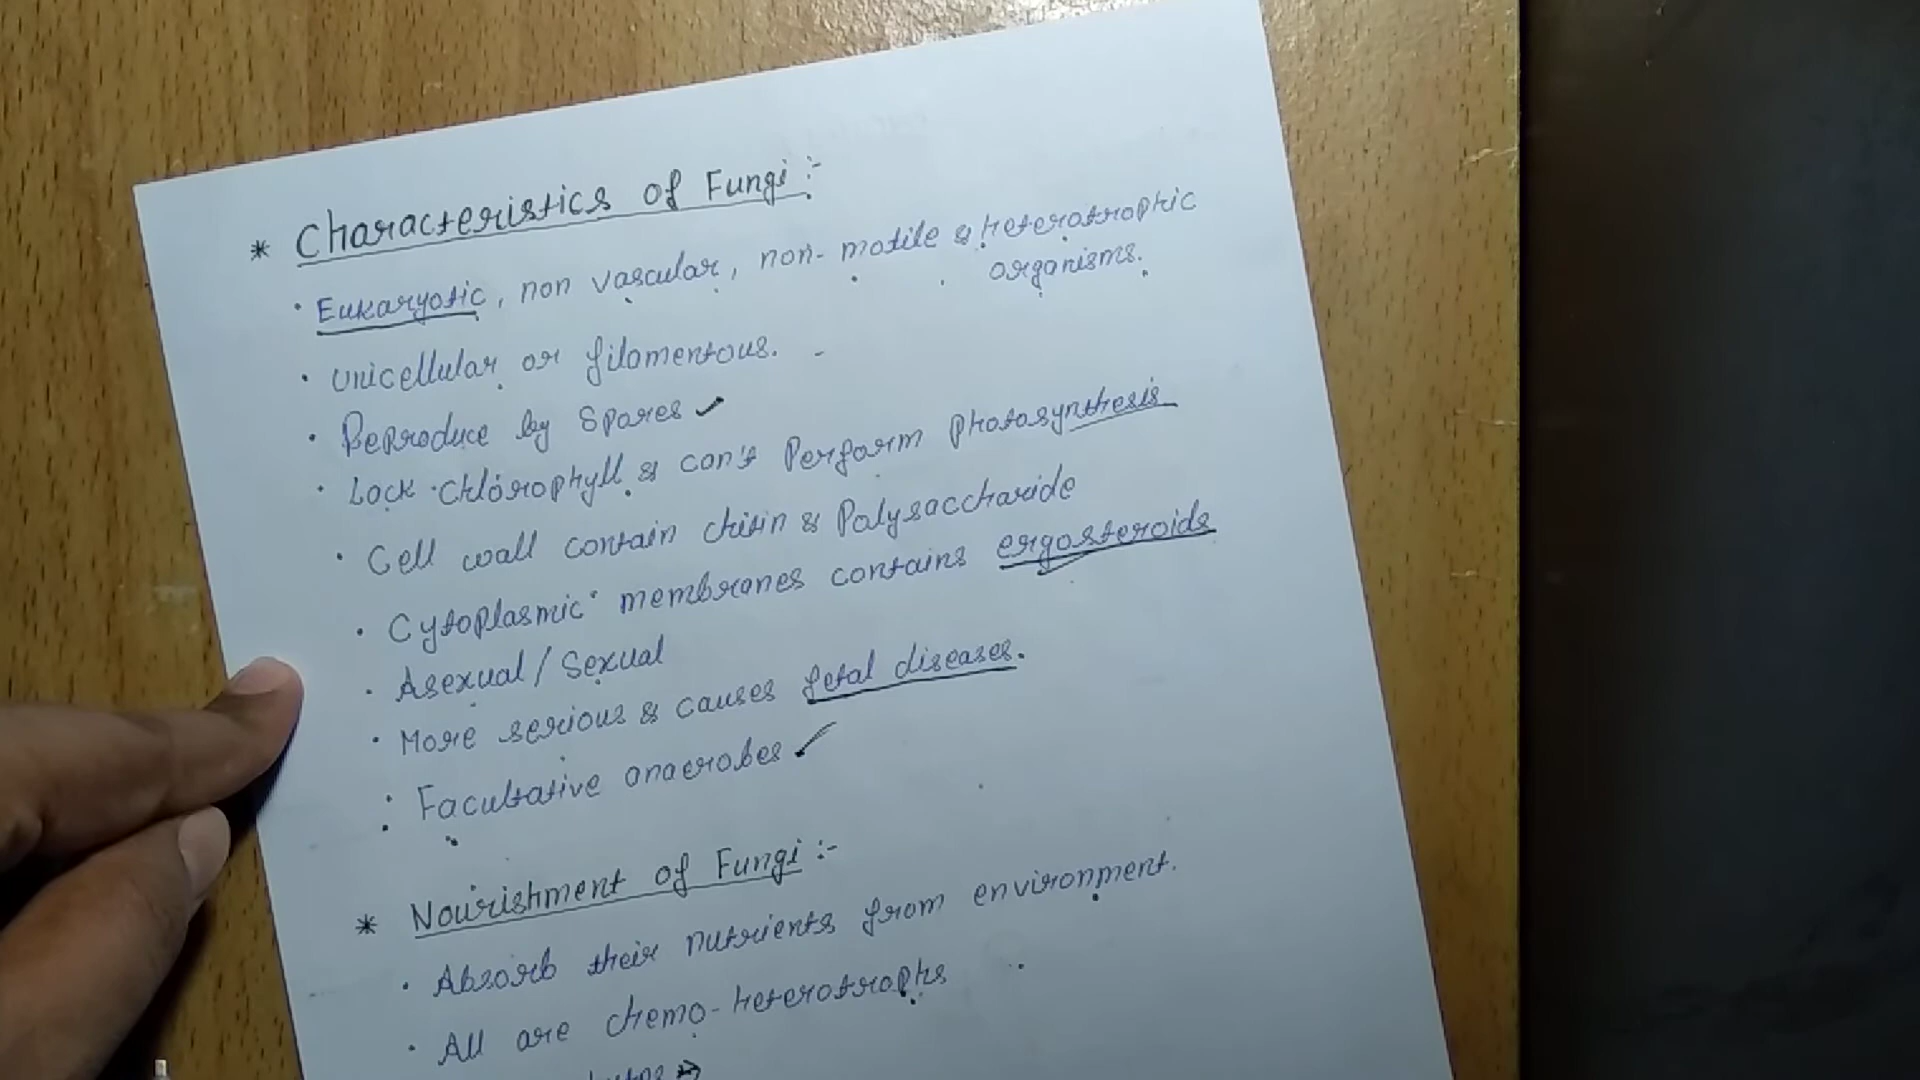 * Characteristics of Fungi :-
· Eukaryotic, non vascular, non-motile & heterotrophic
organisms.
· Unicellular or filamentous.
· Reproduce by Spores ✓
· Lack chlorophyll & can't Perform Photosynthesis
· Cell wall contain chitin & Polysaccharide
· Cytoplasmic membranes contains ergosteroids
· Asexual / Sexual
· More serious & causes fetal diseases.
· Facultative anaerobes ✓
* Nourishment of Fungi :-
· Absorb their nutrients from environment.
· All are chemo-heterotrophs